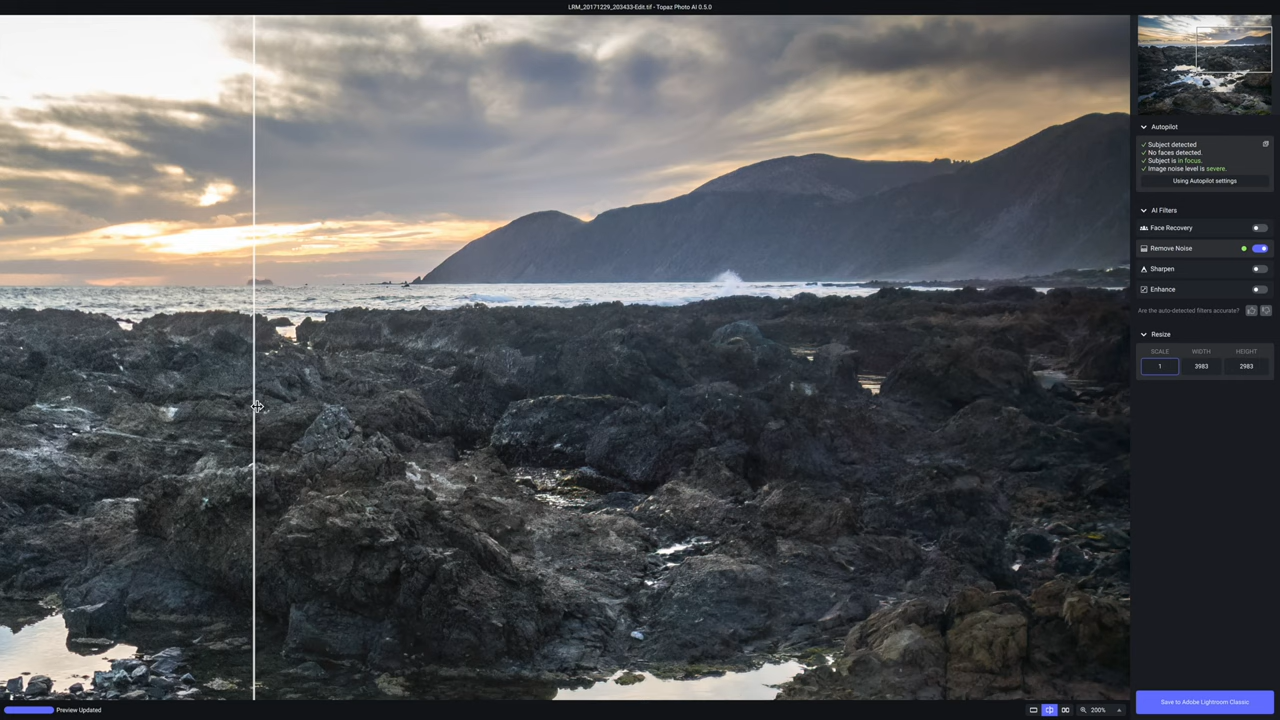 LRM_20171229_203433-Edit.tif - Topaz Photo AI 0.5.0
Autopilot
✓ Subject detected
✓ No faces detected.
✓ Subject is in focus.
✓ Image noise level is severe.
Using Autopilot settings
AI Filters
Face Recovery
Remove Noise
Sharpen
Enhance
Are the auto-detected filters accurate?
Resize
SCALE WIDTH HEIGHT
1 3983 2983
Save to Adobe Lightroom Classic
Preview Updated
200%